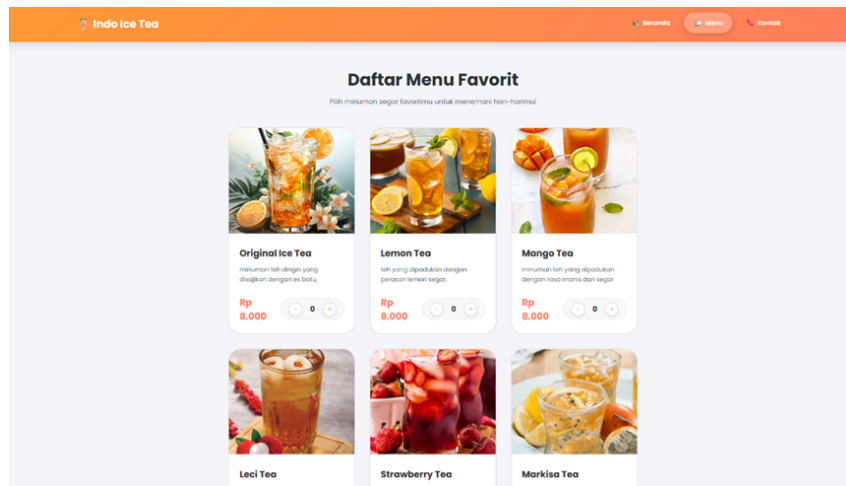 Indo Ice Tea
Beranda
Menu
Kontak
Daftar Menu Favorit
Pilih minuman segar favoritmu untuk menemani hari-harimu!
Original Ice Tea
minuman teh dingin yang
disajikan dengan es batu,
Rp
8.000
- 0 +
Lemon Tea
teh yang dipadukan dengan
perasan lemon segar,
Rp
8.000
- 0 +
Mango Tea
minuman teh yang dipadukan
dengan rasa manis dan segar
Rp
8.000
- 0 +
Leci Tea
Strawberry Tea
Markisa Tea